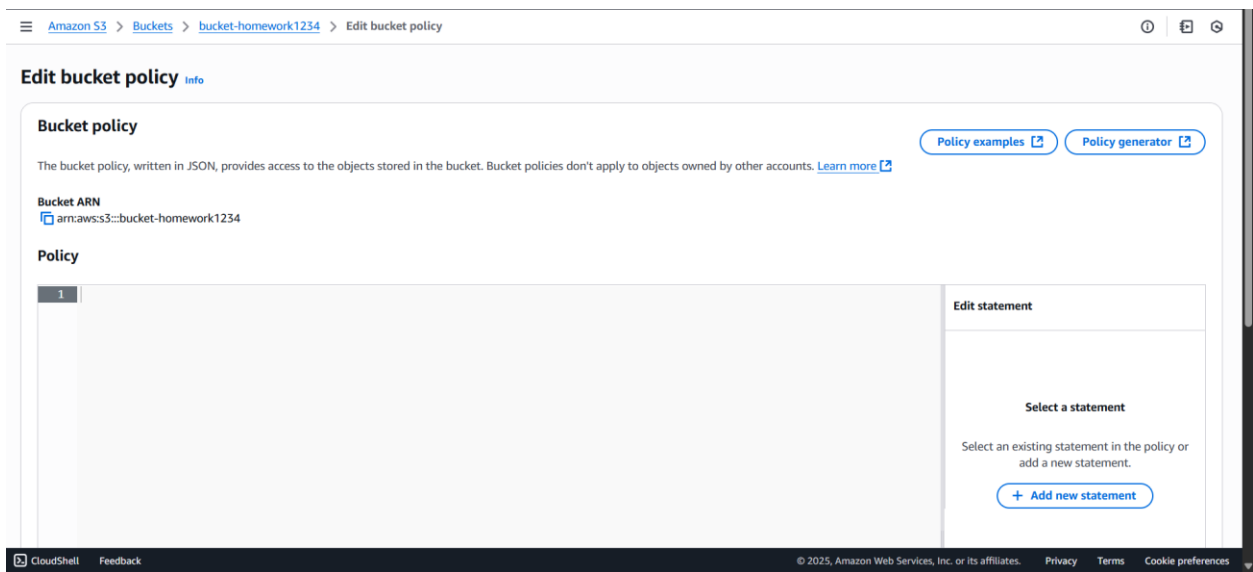 Amazon S3 > Buckets > bucket-homework1234 > Edit bucket policy
Edit bucket policy Info
Bucket policy
Policy examples Policy generator
The bucket policy, written in JSON, provides access to the objects stored in the bucket. Bucket policies don't apply to objects owned by other accounts. Learn more
Bucket ARN
arn:aws:s3:::bucket-homework1234
Policy
1
Edit statement
Select a statement
Select an existing statement in the policy or
add a new statement.
+ Add new statement
CloudShell Feedback © 2025, Amazon Web Services, Inc. or its affiliates. Privacy Terms Cookie preferences